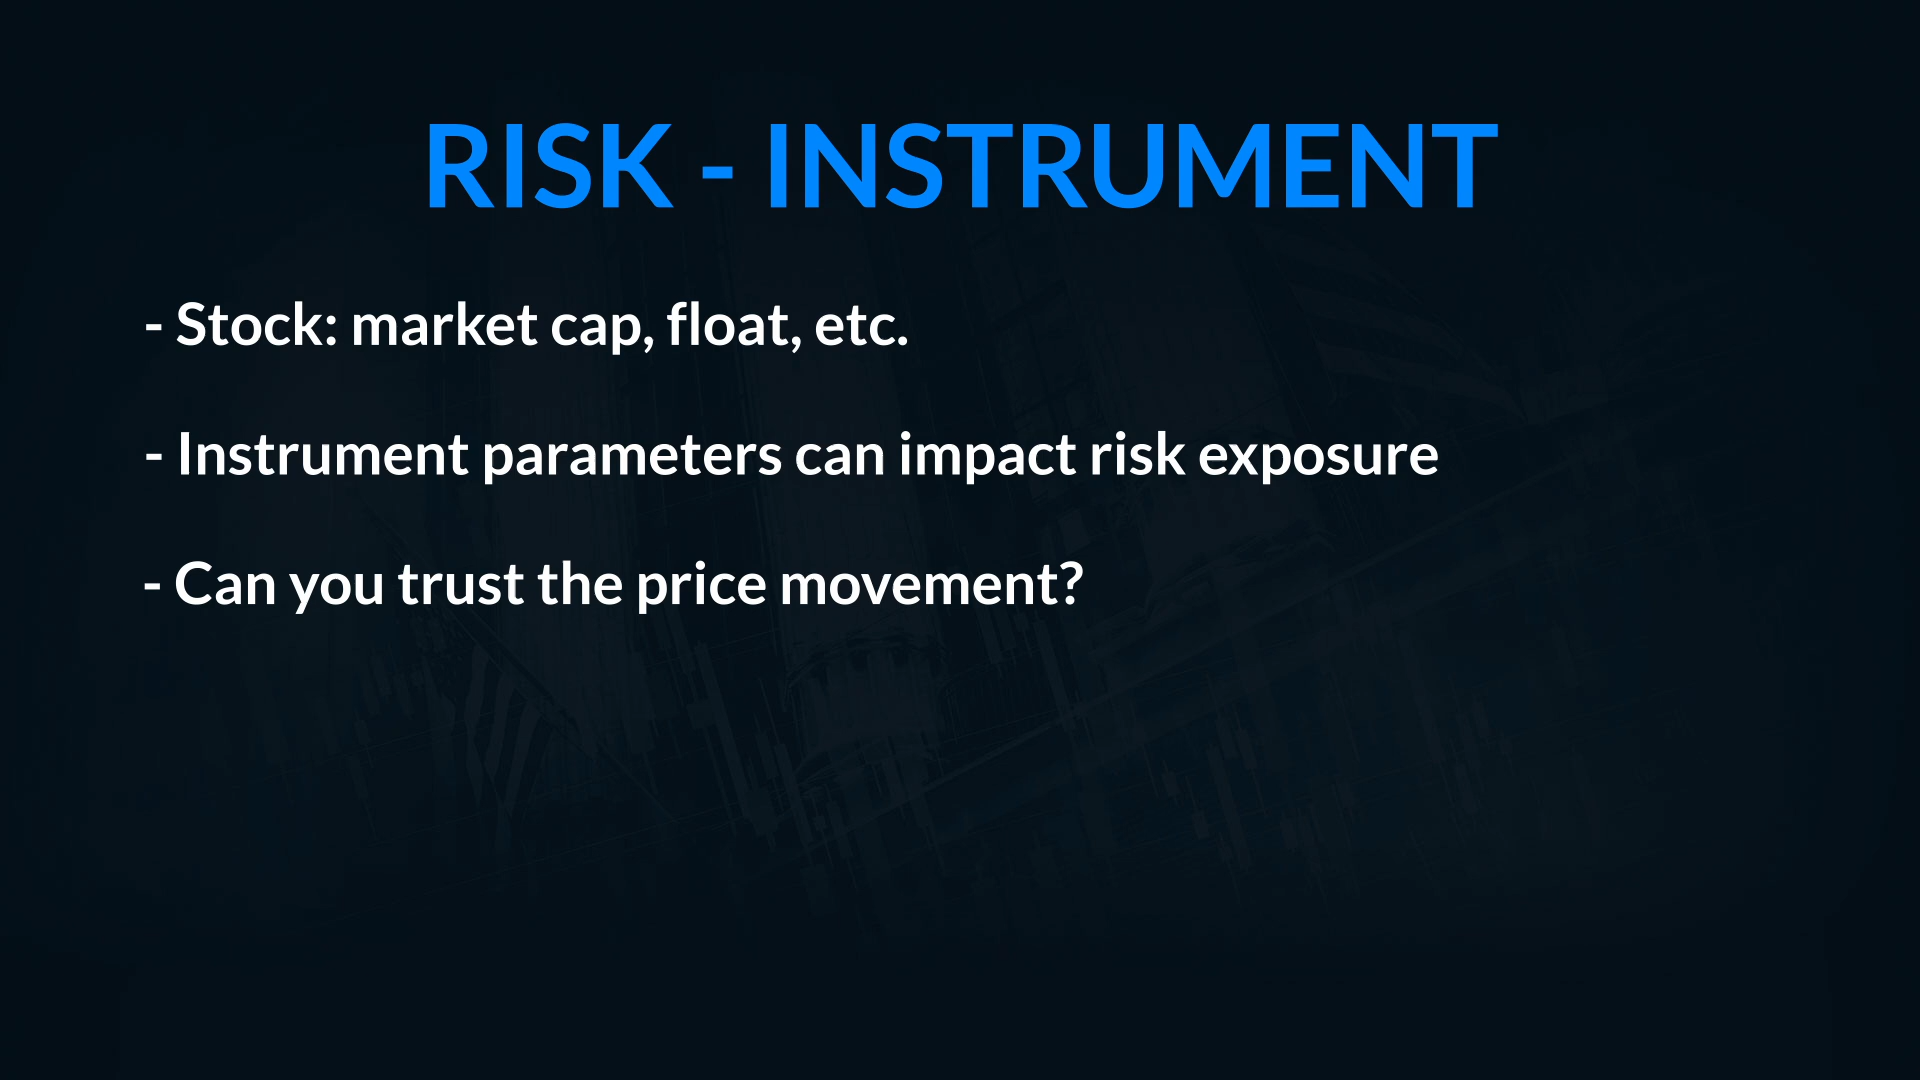 RISK - INSTRUMENT
- Stock: market cap, float, etc.
- Instrument parameters can impact risk exposure
- Can you trust the price movement?